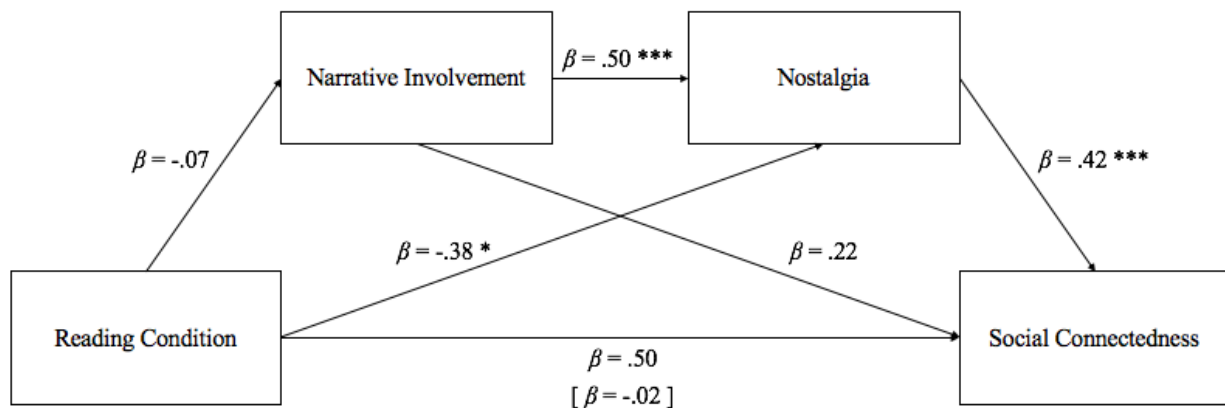 β = .50 ***
Narrative Involvement
Nostalgia
β = -.07
β = .42 ***
β = -.38 *
β = .22
Reading Condition
Social Connectedness
β = .50
[ β = -.02 ]